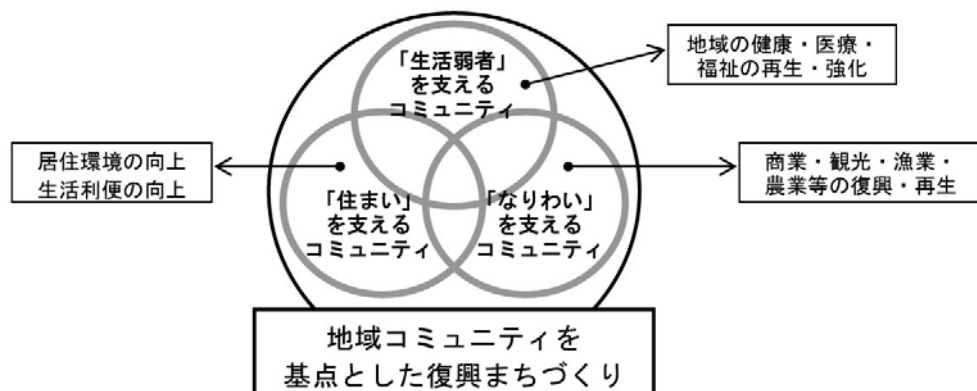 「生活弱者」
を支える
コミュニティ
地域の健康・医療・
福祉の再生・強化
居住環境の向上
生活利便の向上
「住まい」
を支える
コミュニティ
「なりわい」
を支える
コミュニティ
商業・観光・漁業・
農業等の復興・再生
地域コミュニティを
基点とした復興まちづくり